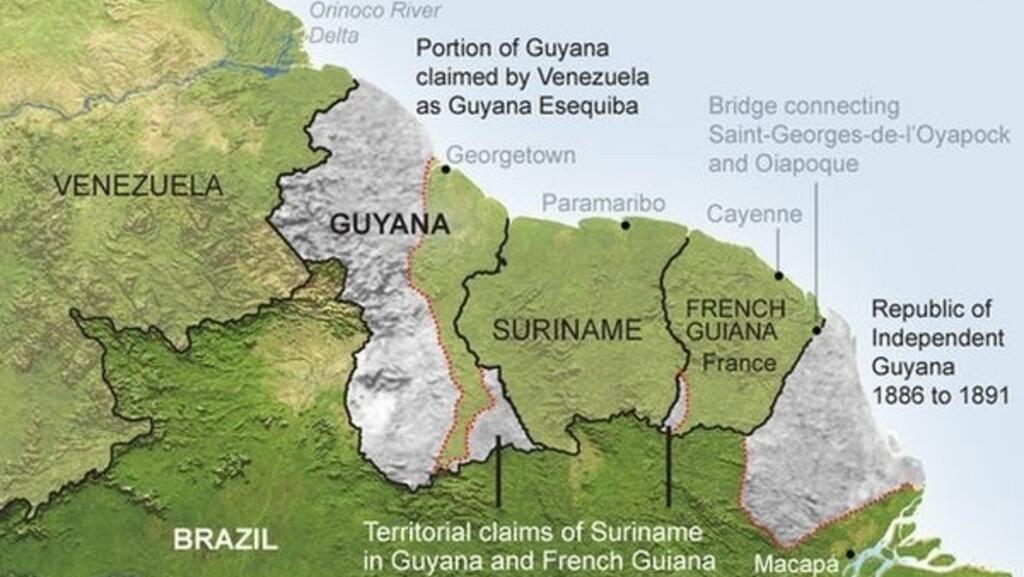 Orinoco River
Delta
Portion of Guyana
claimed by Venezuela
as Guyana Esequiba
Bridge connecting
Saint-Georges-de-l'Oyapock
and Oiapoque
Georgetown
VENEZUELA
Paramaribo
Cayenne
GUYANA
SURINAME
FRENCH
GUIANA
France
Republic of
Independent
Guyana
1886 to 1891
BRAZIL
Territorial claims of Suriname
in Guyana and French Guiana
Macapá